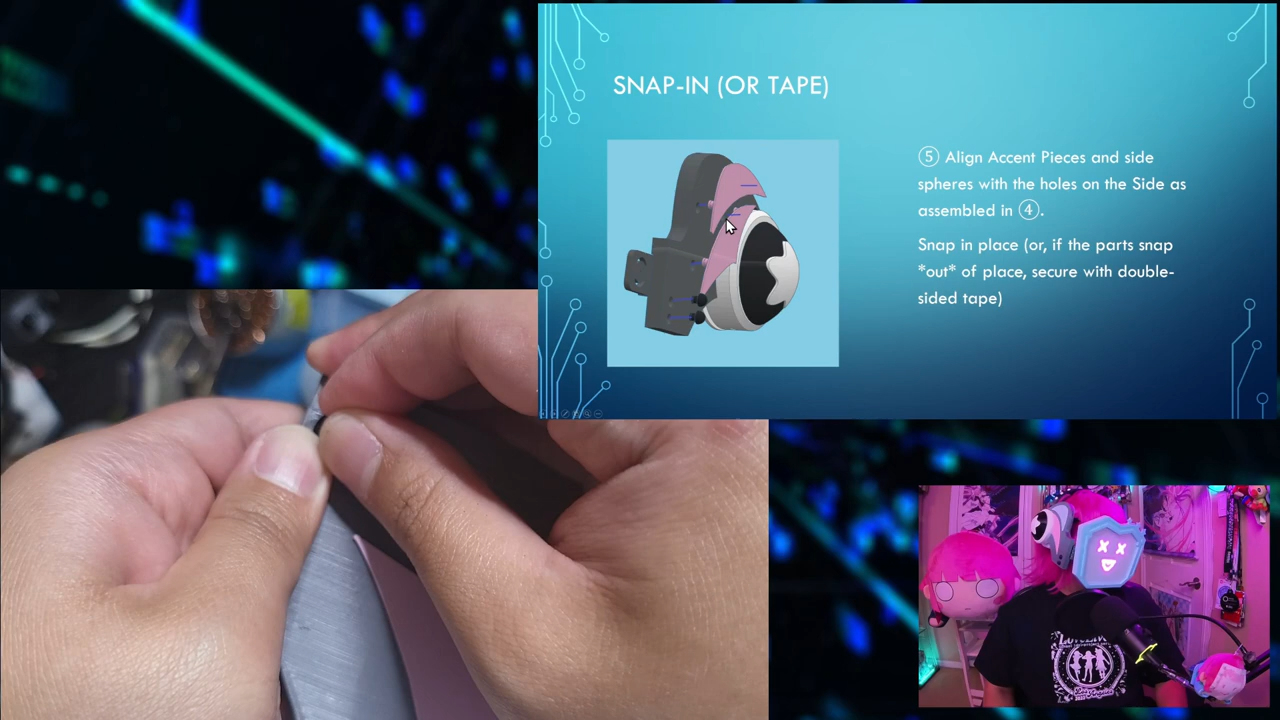 SNAP-IN (OR TAPE)
⑤ Align Accent Pieces and side
spheres with the holes on the Side as
assembled in ④.
Snap in place (or, if the parts snap
*out* of place, secure with double-
sided tape)